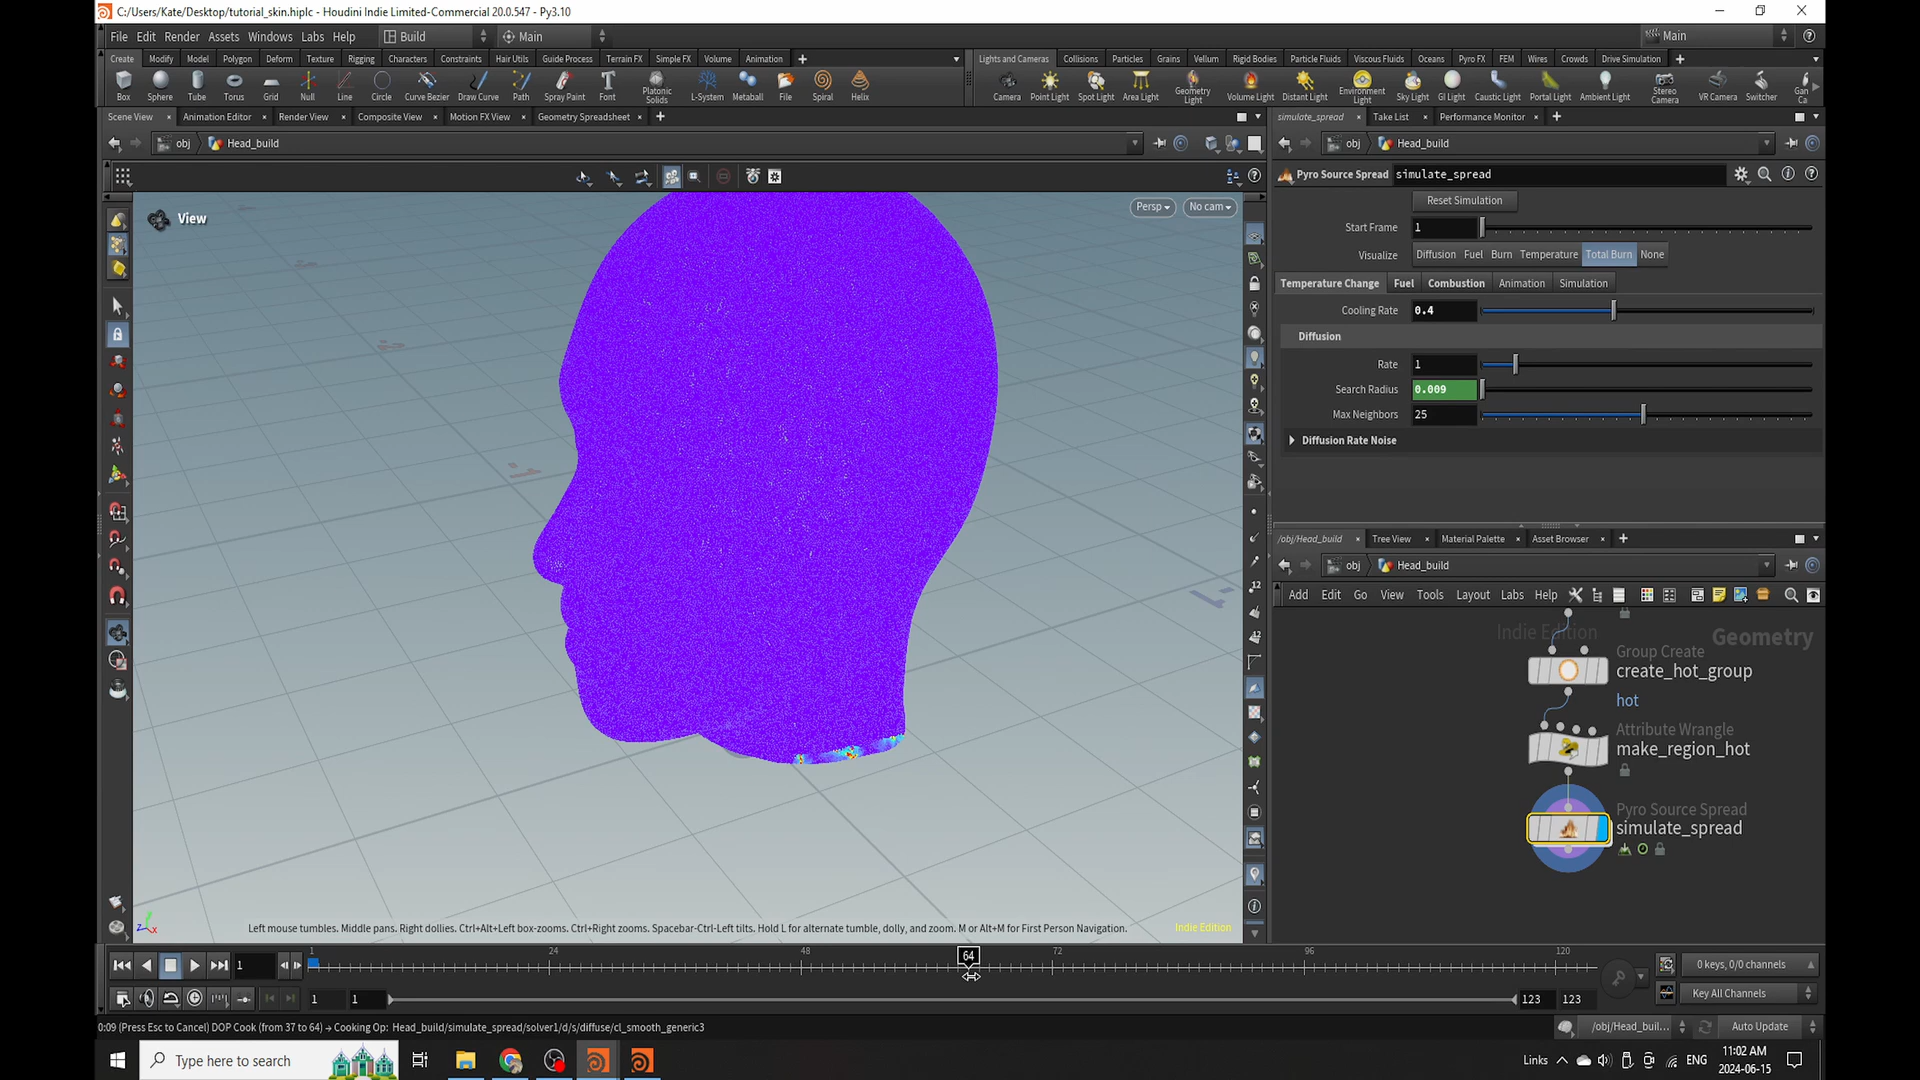 C:/Users/Kate/Desktop/tutorial_skin.hiplc - Houdini Indie Limited-Commercial 20.0.547 - Py3.10
File Edit Render Assets Windows Labs Help Build Main Main
Create Modify Model Polygon Deform Texture Rigging Characters Constraints Hair Utils Guide Process Terrain FX Simple FX Volume Animation Lights and Cameras Collisions Particles Grains Vellum Rigid Bodies Particle Fluids Viscous Fluids Oceans Pyro FX FEM Wires Crowds Drive Simulation
Box Sphere Tube Torus Grid Null Line Circle Curve Bezier Draw Curve Path Spray Paint Font Platonic Solids L-System Metaball File Spiral Helix Camera Point Light Spot Light Area Light Geometry Light Volume Light Distant Light Environment Light Sky Light GI Light Caustic Light Portal Light Ambient Light Stereo Camera VR Camera Switcher Gan Ca
Scene View Animation Editor Render View Composite View Motion FX View Geometry Spreadsheet simulate_spread Take List Performance Monitor
obj Head_build obj Head_build
Pyro Source Spread simulate_spread
View
Persp No cam
Reset Simulation
Start Frame 1
Visualize Diffusion Fuel Burn Temperature Total Burn None
Temperature Change Fuel Combustion Animation Simulation
Cooling Rate 0.4
Diffusion
Rate 1
Search Radius 0.009
Max Neighbors 25
Diffusion Rate Noise
/obj/Head_build Tree View Material Palette Asset Browser
obj Head_build
Add Edit Go View Tools Layout Labs Help
Indie Edition Geometry
Group Create
create_hot_group
hot
Attribute Wrangle
make_region_hot
Pyro Source Spread
simulate_spread
Left mouse tumbles. Middle pans. Right dollies. Ctrl+Alt+Left box-zooms. Ctrl+Right zooms. Spacebar-Ctrl-Left tilts. Hold L for alternate tumble, dolly, and zoom. M or Alt+M for First Person Navigation. Indie Edition
1 1 24 48 64 72 96 120 0 keys, 0/0 channels
1 1 123 123 Key All Channels
0:09 (Press Esc to Cancel) DOP Cook (from 37 to 64) → Cooking Op: Head_build/simulate_spread/solver1/d/s/diffuse/cl_smooth_generic3 /obj/Head_buil... Auto Update
Type here to search Links ENG 11:02 AM
2024-06-15